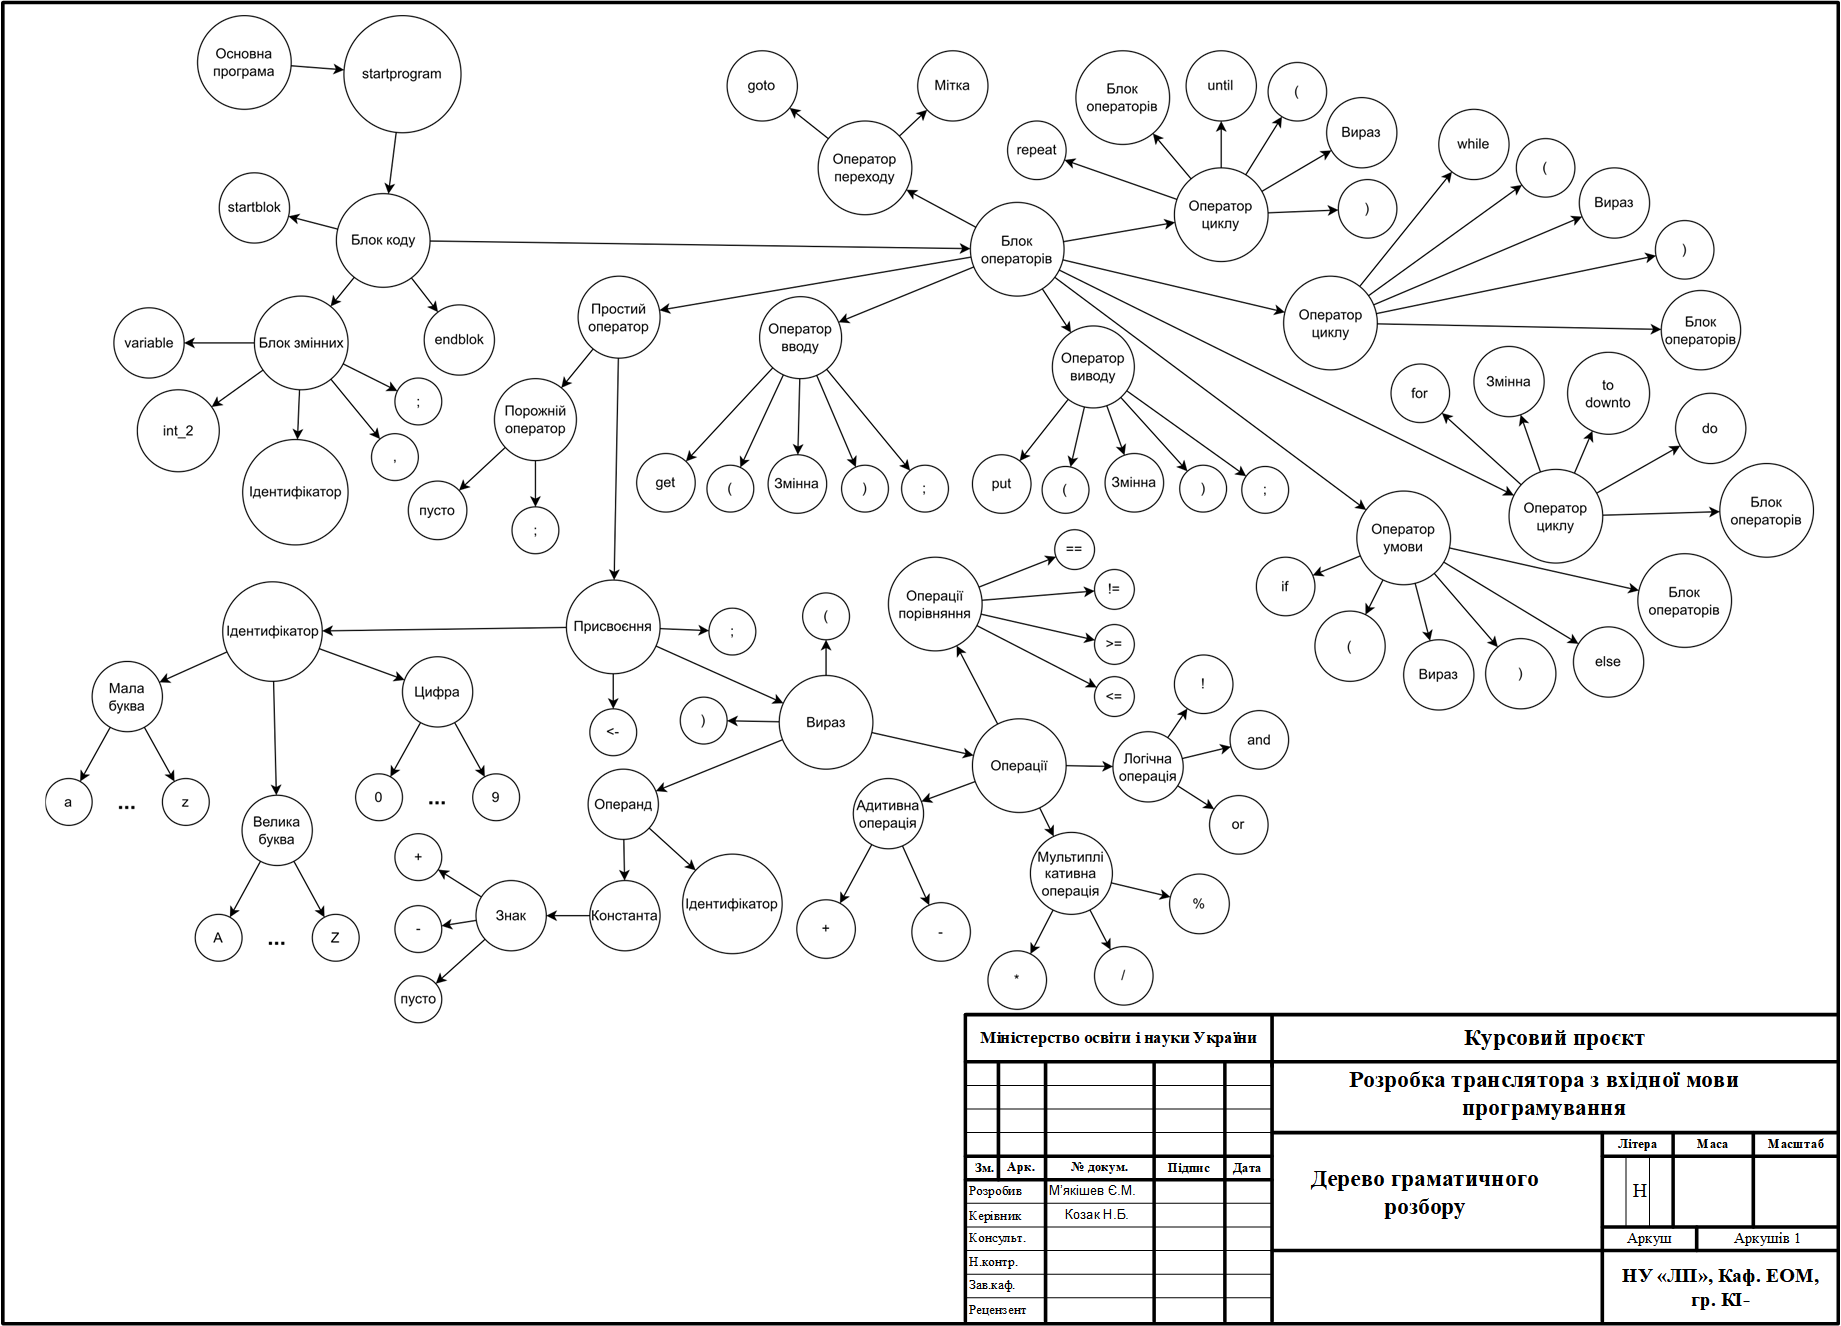 Основна
програма
startprogram
startblok
Блок коду
variable
Блок змінних
endblok
int_2
;
,
Ідентифікатор
goto
Мітка
Оператор
переходу
Блок
операторів
Простий
оператор
Порожній
оператор
пусто
;
Оператор
вводу
get
(
Змінна
)
;
Оператор
виводу
put
(
Змінна
)
;
repeat
Блок
операторів
until
(
Вираз
)
Оператор
циклу
while
(
Вираз
)
Оператор
циклу
Блок
операторів
for
Змінна
to
downto
do
Оператор
циклу
Блок
операторів
Оператор
умови
if
(
Вираз
)
else
Блок
операторів
Ідентифікатор
Присвоєння
;
<-
Мала
буква
a
...
z
Велика
буква
A
...
Z
Цифра
0
...
9
(
)
Вираз
Операнд
Константа
Ідентифікатор
Знак
+
-
пусто
Операції
Операції
порівняння
==
!=
>=
<=
Логічна
операція
!
and
or
Адитивна
операція
+
-
Мультиплі
кативна
операція
*
/
%
Міністерство освіти і науки України
Курсовий проєкт
Розробка транслятора з вхідної мови
програмування
Зм. Арк. № докум. Підпис Дата
Розробив М'якішев Є.М.
Керівник Козак Н.Б.
Консульт.
Н.контр.
Зав.каф.
Рецензент
Дерево граматичного
розбору
Літера Маса Масштаб
Н
Аркуш Аркушів 1
НУ «ЛП», Каф. ЕОМ,
гр. КІ-